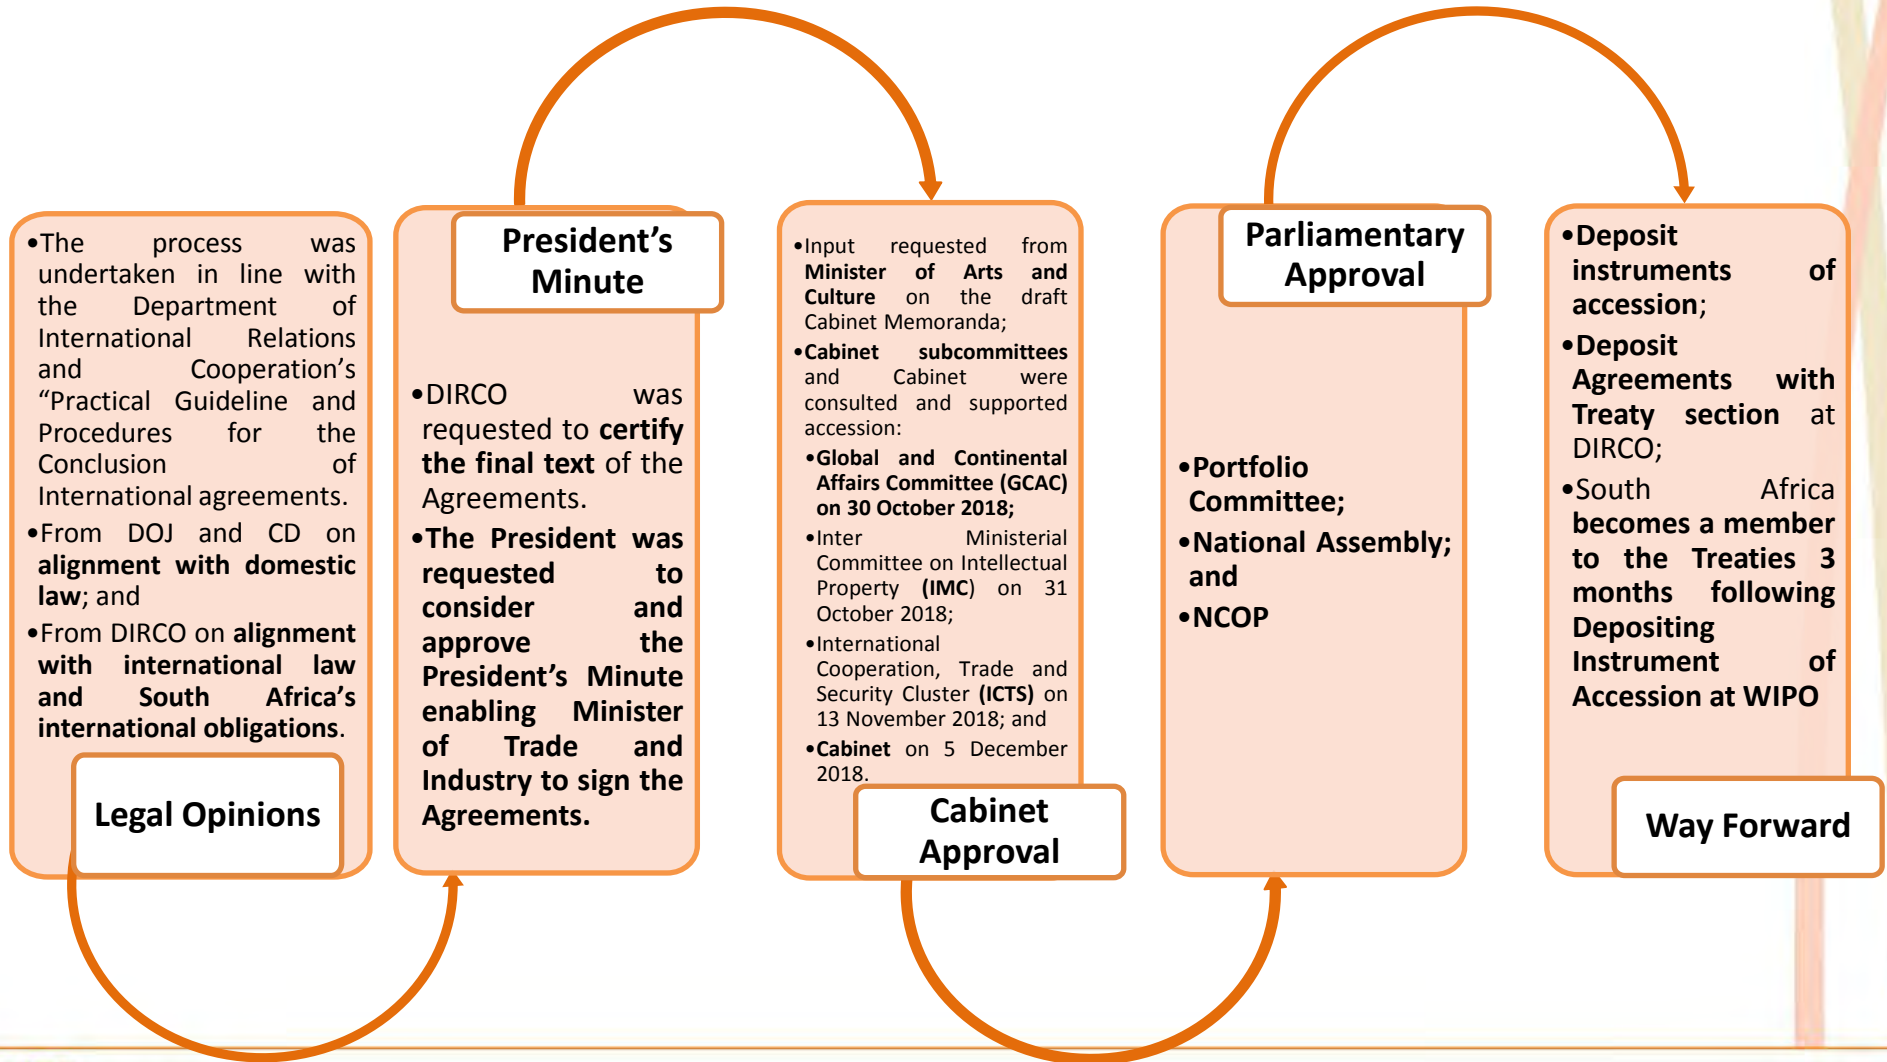 •The process was
undertaken in line with
the Department of
International Relations
and Cooperation’s
“Practical Guideline and
Procedures for the
Conclusion of
International agreements.
•From DOJ and CD on
alignment with domestic
law; and
•From DIRCO on alignment
with international law
and South Africa’s
international obligations.
Legal Opinions
President’s
Minute
•DIRCO was
requested to certify
the final text of the
Agreements.
•The President was
requested to
consider and
approve the
President’s Minute
enabling Minister
of Trade and
Industry to sign the
Agreements.
•Input requested from
Minister of Arts and
Culture on the draft
Cabinet Memoranda;
•Cabinet subcommittees
and Cabinet were
consulted and supported
accession:
•Global and Continental
Affairs Committee (GCAC)
on 30 October 2018;
•Inter Ministerial
Committee on Intellectual
Property (IMC) on 31
October 2018;
•International
Cooperation, Trade and
Security Cluster (ICTS) on
13 November 2018; and
•Cabinet on 5 December
2018.
Cabinet
Approval
Parliamentary
Approval
•Portfolio
Committee;
•National Assembly;
and
•NCOP
•Deposit
instruments of
accession;
•Deposit
Agreements with
Treaty section at
DIRCO;
•South Africa
becomes a member
to the Treaties 3
months following
Depositing
Instrument of
Accession at WIPO
Way Forward